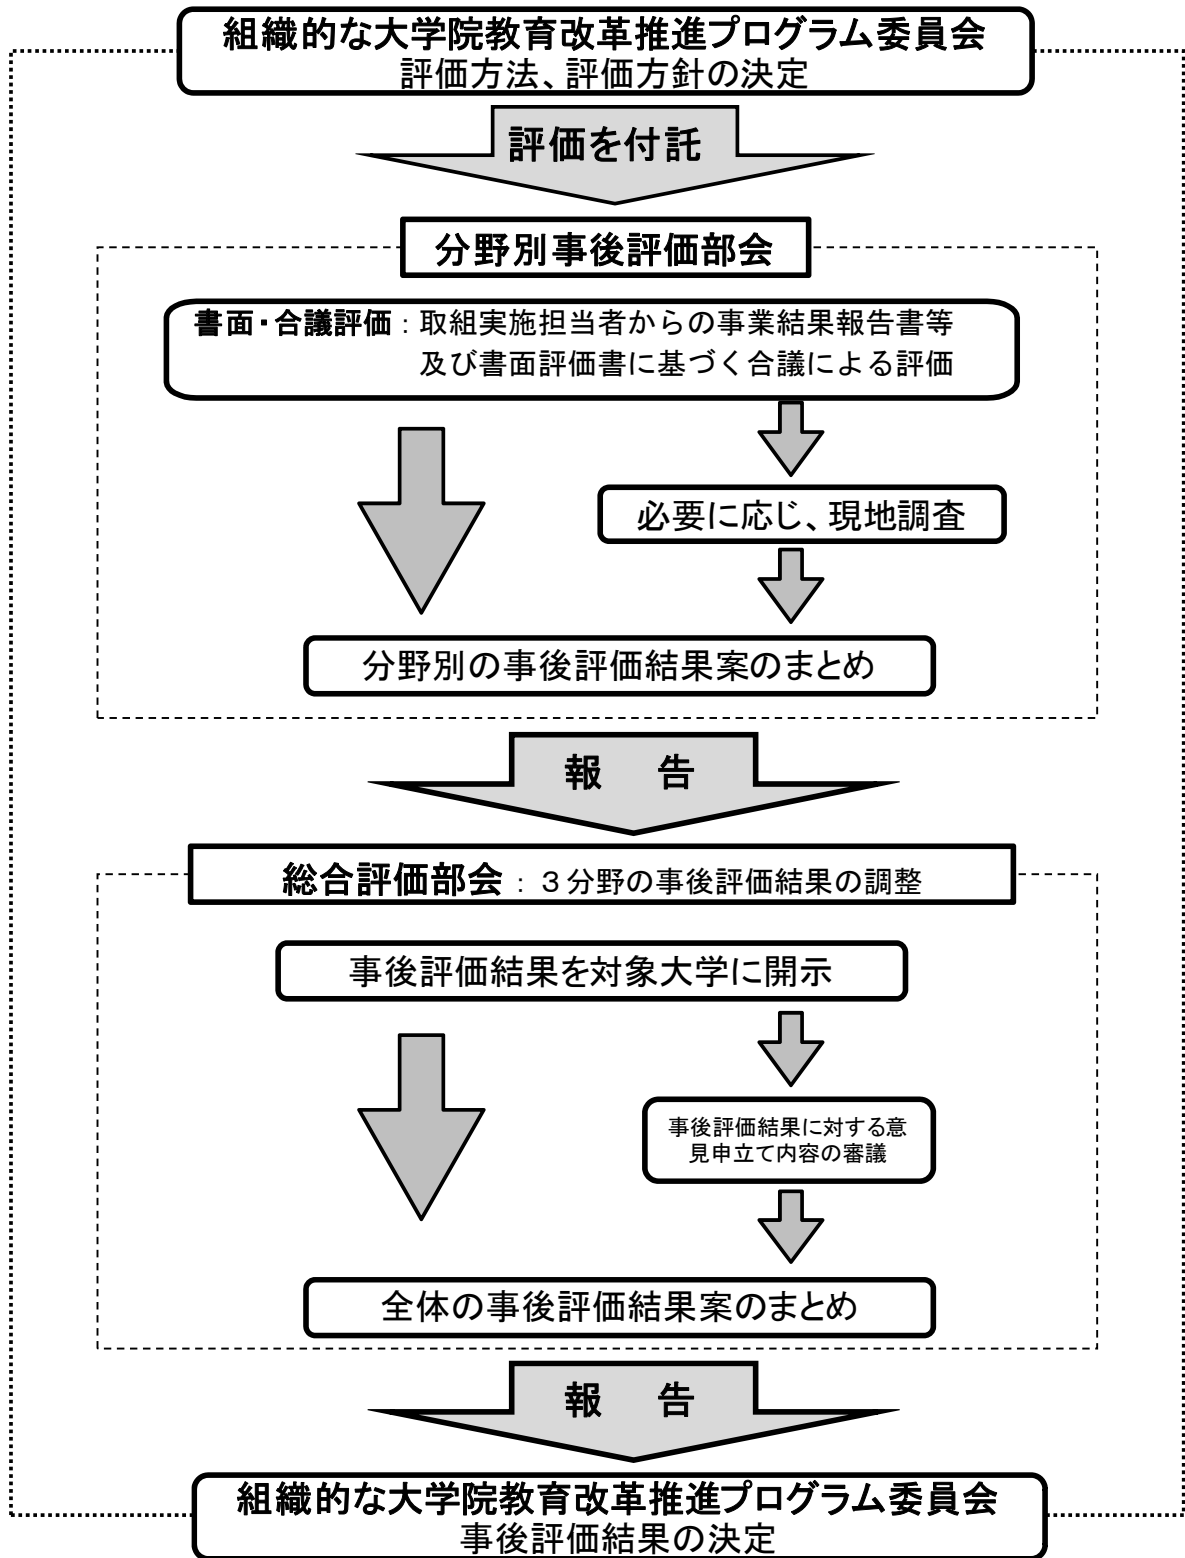 組織的な大学院教育改革推進プログラム委員会
評価方法、評価方針の決定
評価を付託
分野別事後評価部会
書面・合議評価：取組実施担当者からの事業結果報告書等
及び書面評価書に基づく合議による評価
必要に応じ、現地調査
分野別の事後評価結果案のまとめ
報　告
総合評価部会：３分野の事後評価結果の調整
事後評価結果を対象大学に開示
事後評価結果に対する意
見申立て内容の審議
全体の事後評価結果案のまとめ
報　告
組織的な大学院教育改革推進プログラム委員会
事後評価結果の決定